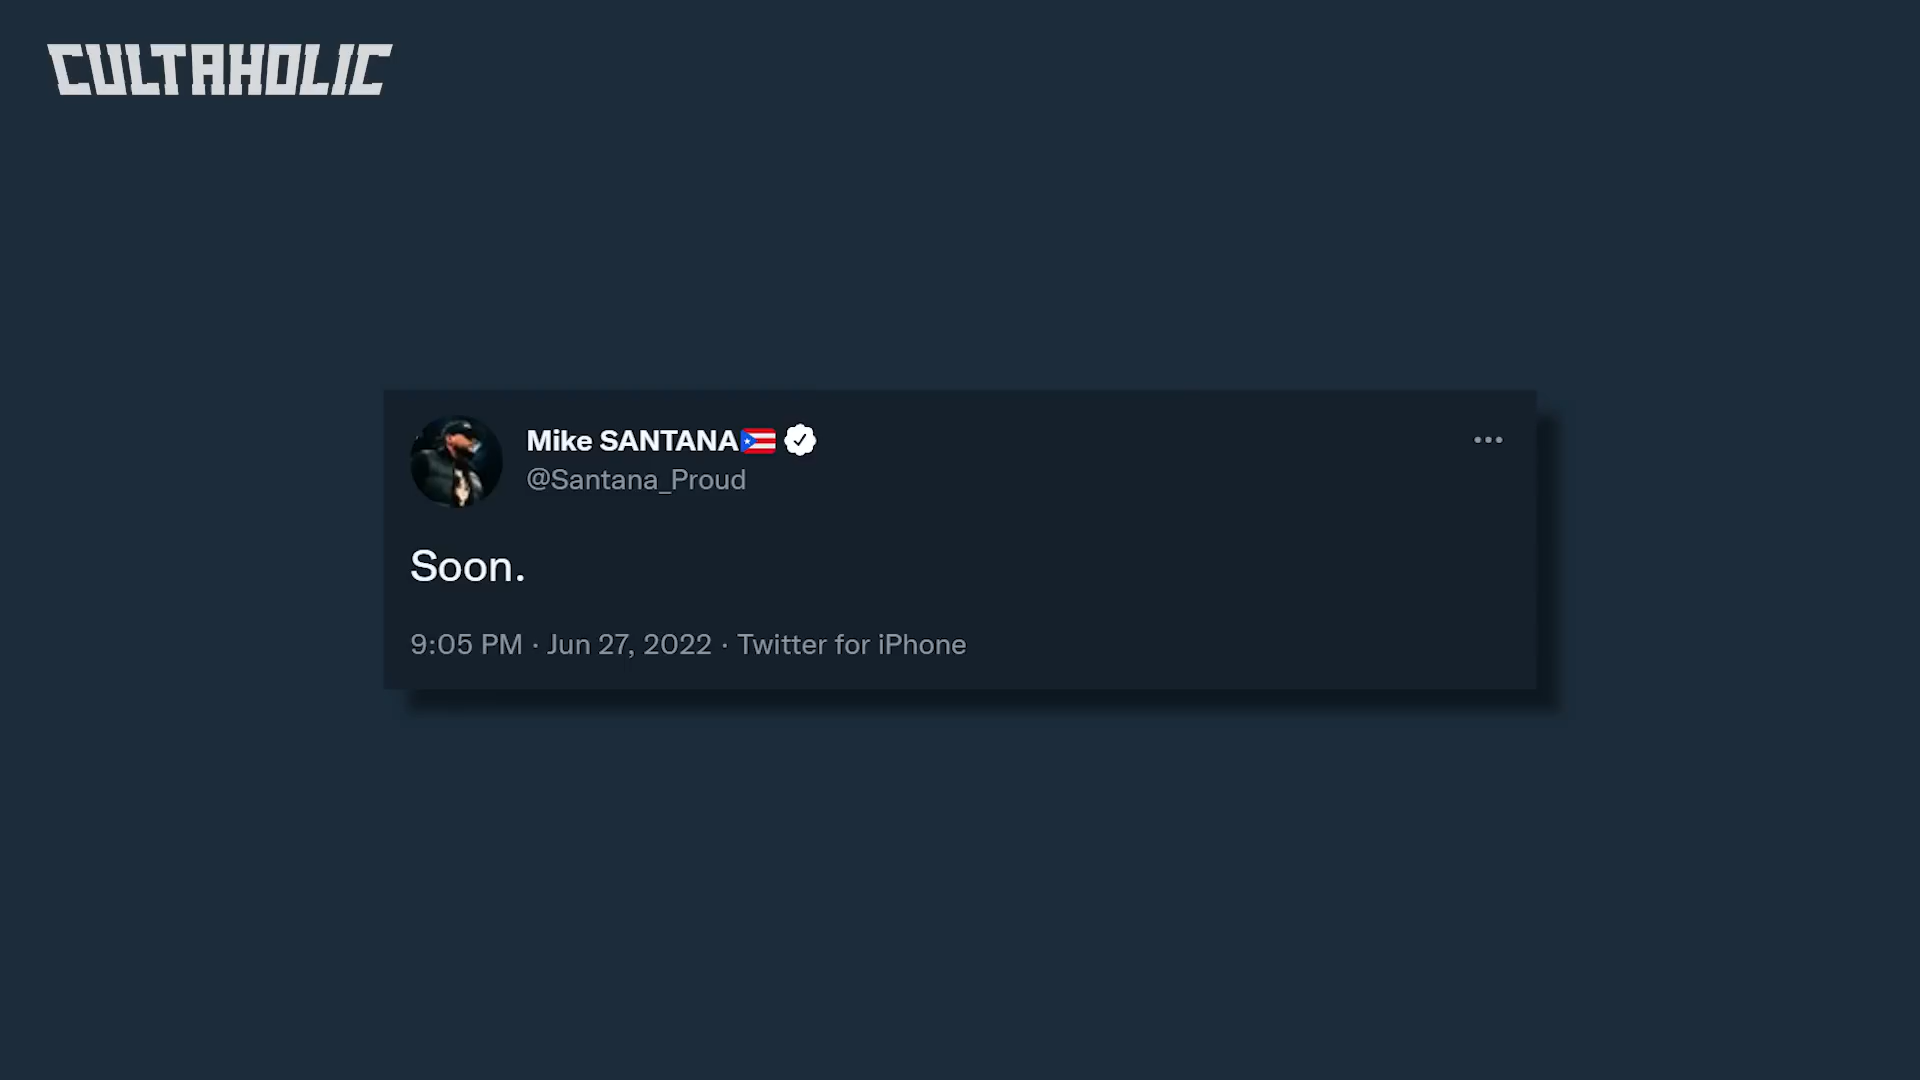 CULTAHOLIC
Mike SANTANA🇵🇷
@Santana_Proud
Soon.
9:05 PM · Jun 27, 2022 · Twitter for iPhone